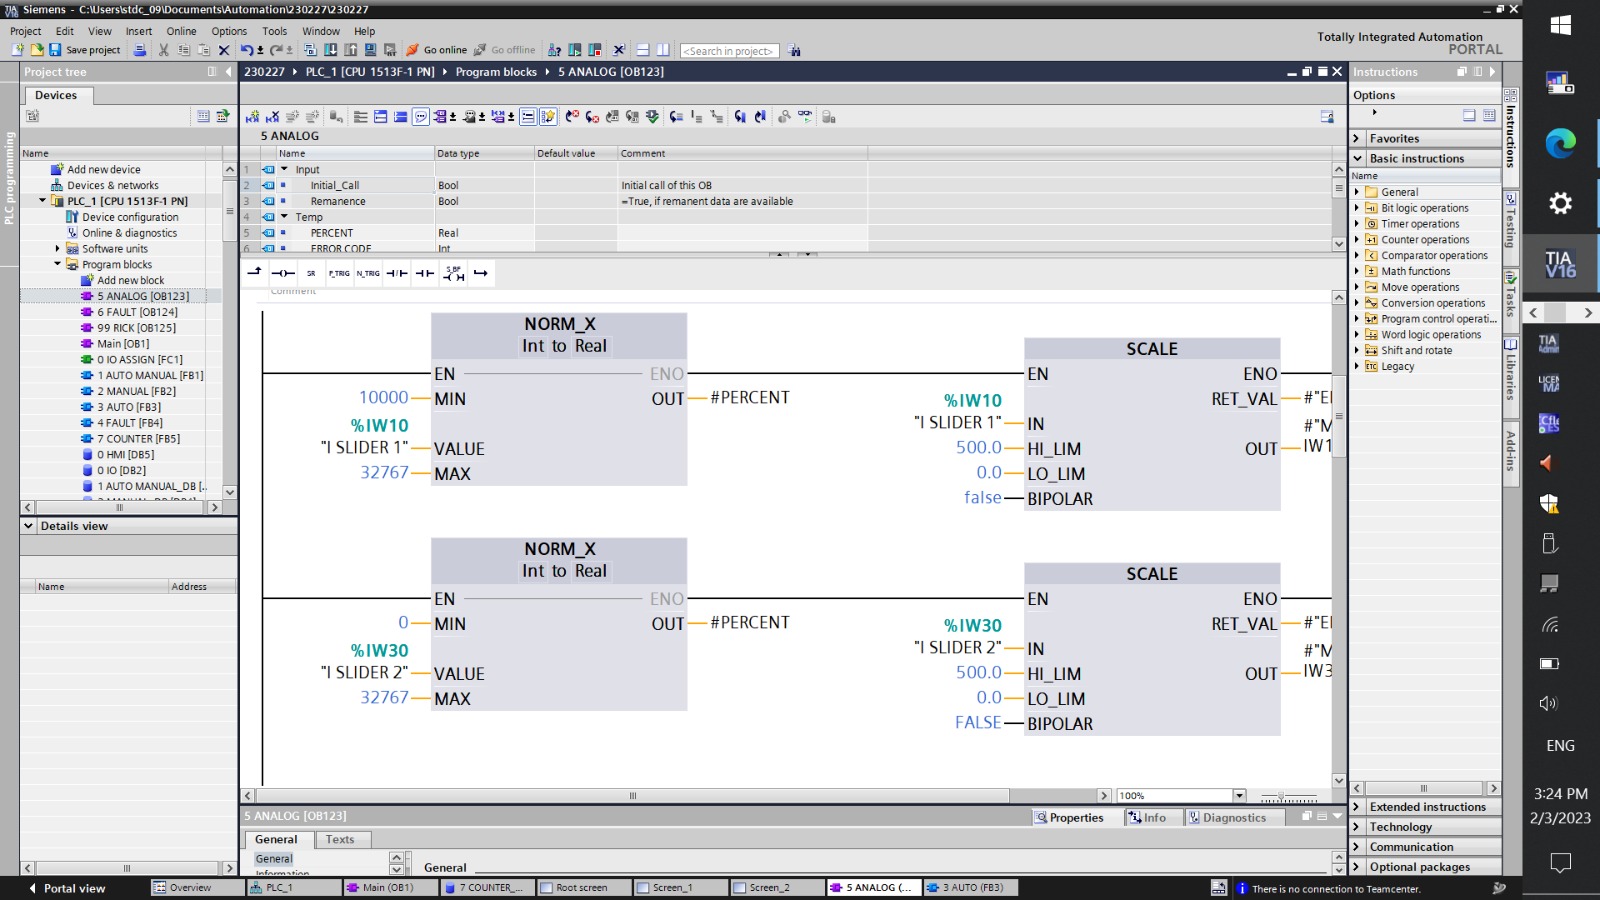 Siemens - C:\Users\stdc_09\Documents\Automation\230227\230227
Project Edit View Insert Online Options Tools Window Help
Totally Integrated Automation
PORTAL
Save project Go online Go offline <Search in project>
Project tree
230227 PLC_1 [CPU 1513F-1 PN] Program blocks 5 ANALOG [OB123]
Instructions
Devices
Options
PLC programming
5 ANALOG
Favorites
Basic instructions
Name
Name Data type Default value Comment
1 Input
2 Initial_Call Bool Initial call of this OB
3 Remanence Bool =True, if remanent data are available
4 Temp
5 PERCENT Real
6 ERROR CODE Int
Add new device
Devices & networks
PLC_1 [CPU 1513F-1 PN]
Device configuration
Online & diagnostics
Software units
Program blocks
Add new block
5 ANALOG [OB123]
6 FAULT [OB124]
99 RICK [OB125]
Main [OB1]
0 IO ASSIGN [FC1]
1 AUTO MANUAL [FB1]
2 MANUAL [FB2]
3 AUTO [FB3]
4 FAULT [FB4]
7 COUNTER [FB5]
0 HMI [DB5]
0 IO [DB2]
1 AUTO MANUAL_DB [..
Details view
Name Address
SR P_TRIG N_TRIG S_BF
Comment
NORM_X
Int to Real
EN ENO
10000 MIN OUT #PERCENT
%IW10
"I SLIDER 1" VALUE
32767 MAX
SCALE
EN ENO
RET_VAL #"E
%IW10
"I SLIDER 1" IN
#"M
500.0 HI_LIM OUT IW1
0.0 LO_LIM
false BIPOLAR
NORM_X
Int to Real
EN ENO
0 MIN OUT #PERCENT
%IW30
"I SLIDER 2" VALUE
32767 MAX
SCALE
EN ENO
RET_VAL #"E
%IW30
"I SLIDER 2" IN
#"M
500.0 HI_LIM OUT IW3
0.0 LO_LIM
FALSE BIPOLAR
100%
5 ANALOG [OB123]
Properties Info Diagnostics
General Texts
General
Information
General
Name
General
Bit logic operations
Timer operations
Counter operations
Comparator operations
Math functions
Move operations
Conversion operations
Program control operati...
Word logic operations
Shift and rotate
Legacy
Extended instructions
Technology
Communication
Optional packages
Instructions
Testing
Tasks
Libraries
Add-ins
Portal view Overview PLC_1 Main (OB1) 7 COUNTER_... Root screen Screen_1 Screen_2 5 ANALOG (... 3 AUTO (FB3)
There is no connection to Teamcenter.
TIA
V16
TIA
Admin
LICEN
MA
ENG
3:24 PM
2/3/2023